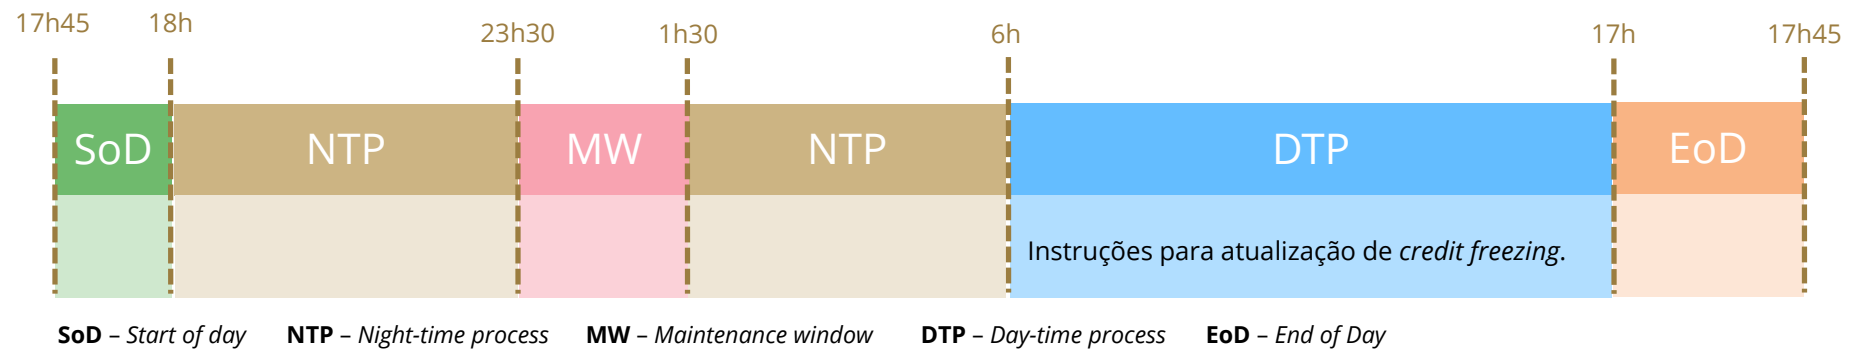 17h45 18h 23h30 1h30 6h 17h 17h45
SoD NTP MW NTP DTP EoD
Instruções para atualização de credit freezing.
SoD – Start of day NTP – Night-time process MW – Maintenance window DTP – Day-time process EoD – End of Day